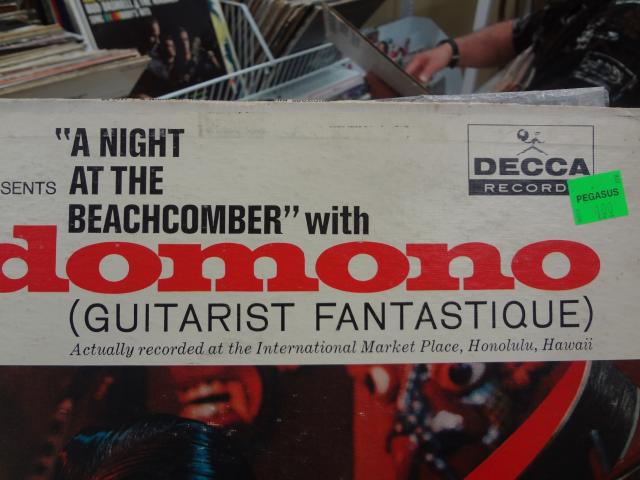 "A NIGHT
SENTS AT THE
BEACHCOMBER" with
domono
(GUITARIST FANTASTIQUE)
Actually recorded at the International Market Place, Honolulu, Hawaii
DECCA
RECORD
PEGASUS